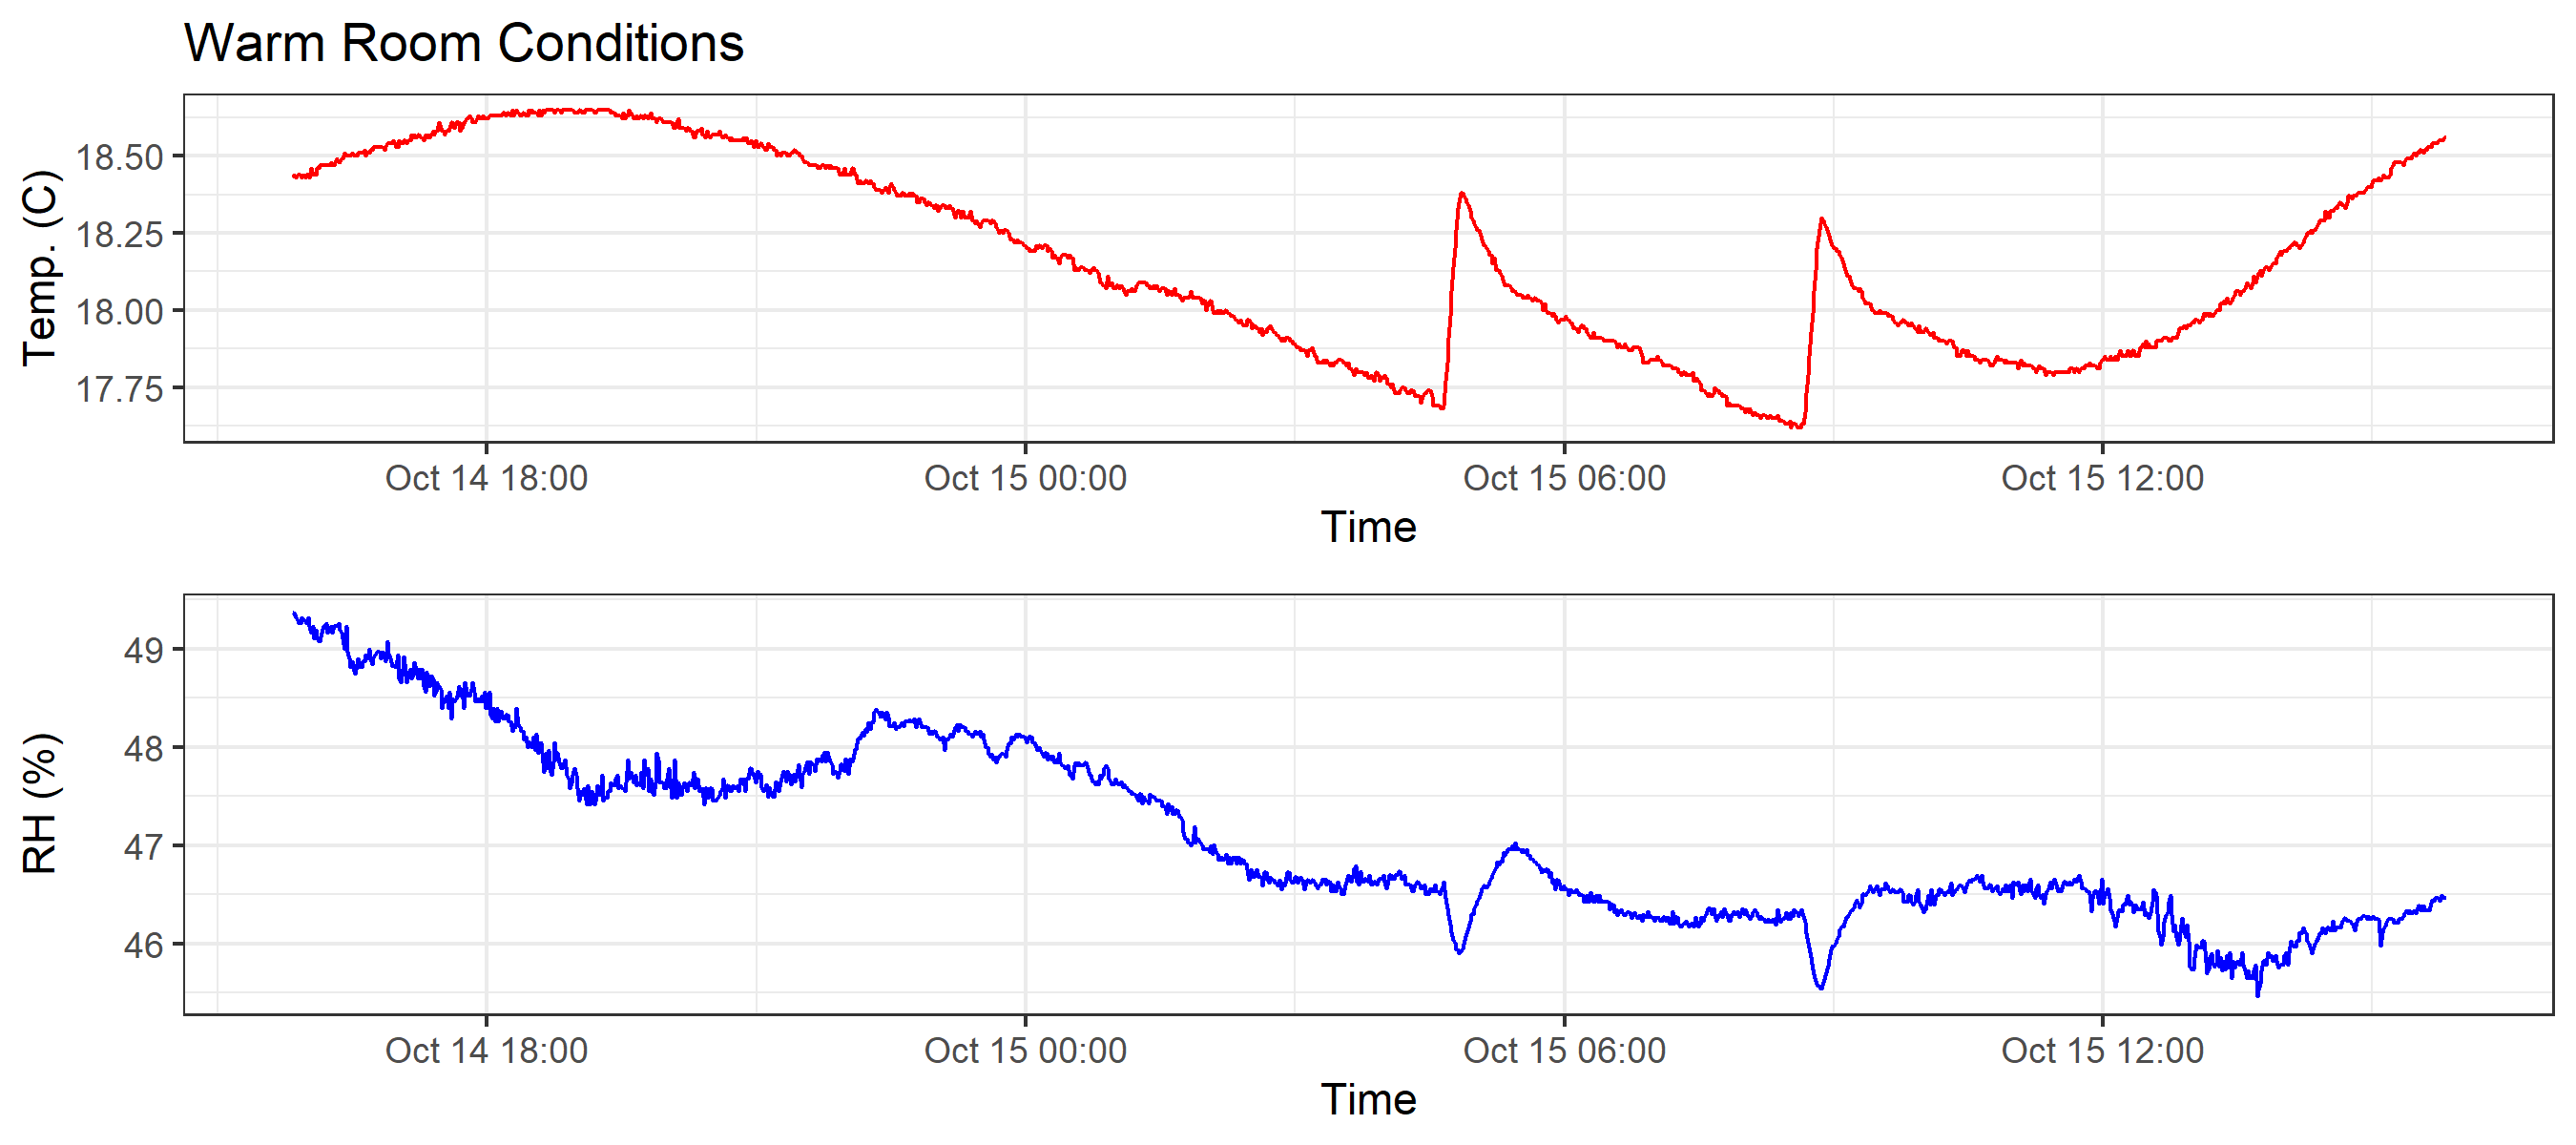 Warm Room Conditions
Temp. (C)
18.50
18.25
18.00
17.75
Oct 14 18:00 Oct 15 00:00 Oct 15 06:00 Oct 15 12:00
Time
RH (%)
49
48
47
46
Oct 14 18:00 Oct 15 00:00 Oct 15 06:00 Oct 15 12:00
Time